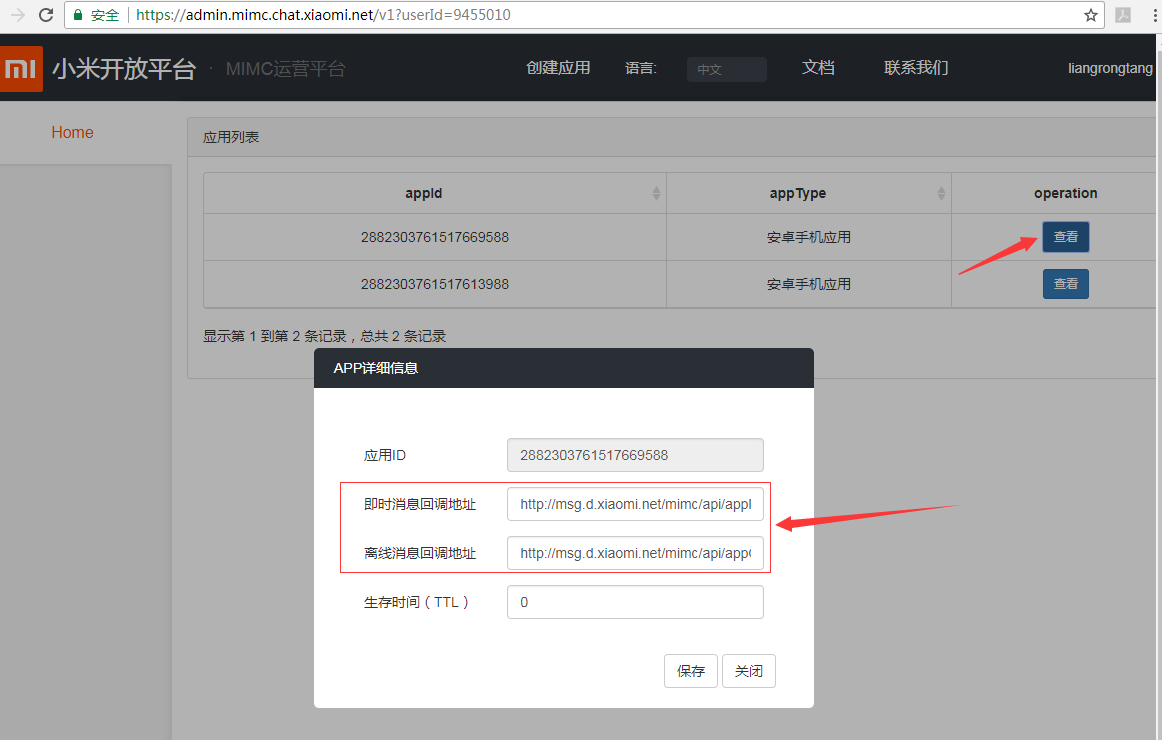 安全 https://admin.mimc.chat.xiaomi.net/v1?userId=9455010
mi 小米开放平台 · MIMC运营平台 创建应用 语言: 中文 文档 联系我们 liangrongtang
Home
应用列表
appId appType operation
2882303761517669588 安卓手机应用 查看
2882303761517613988 安卓手机应用 查看
显示第 1 到第 2 条记录，总共 2 条记录
APP详细信息
应用ID 2882303761517669588
即时消息回调地址 http://msg.d.xiaomi.net/mimc/api/appI
离线消息回调地址 http://msg.d.xiaomi.net/mimc/api/app
生存时间（TTL） 0
保存 关闭